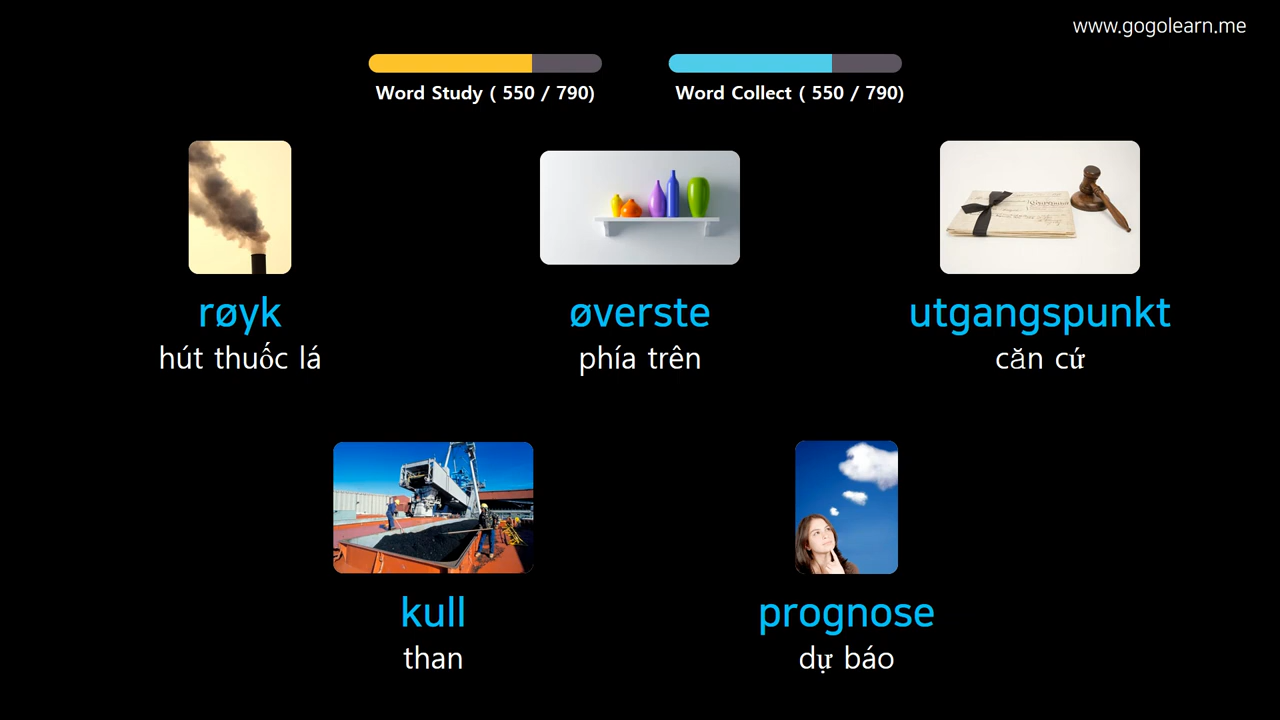 www.gogolearn.me
Word Study ( 550 / 790)
Word Collect ( 550 / 790)
røyk
hút thuốc lá
øverste
phía trên
utgangspunkt
căn cứ
kull
than
prognose
dự báo